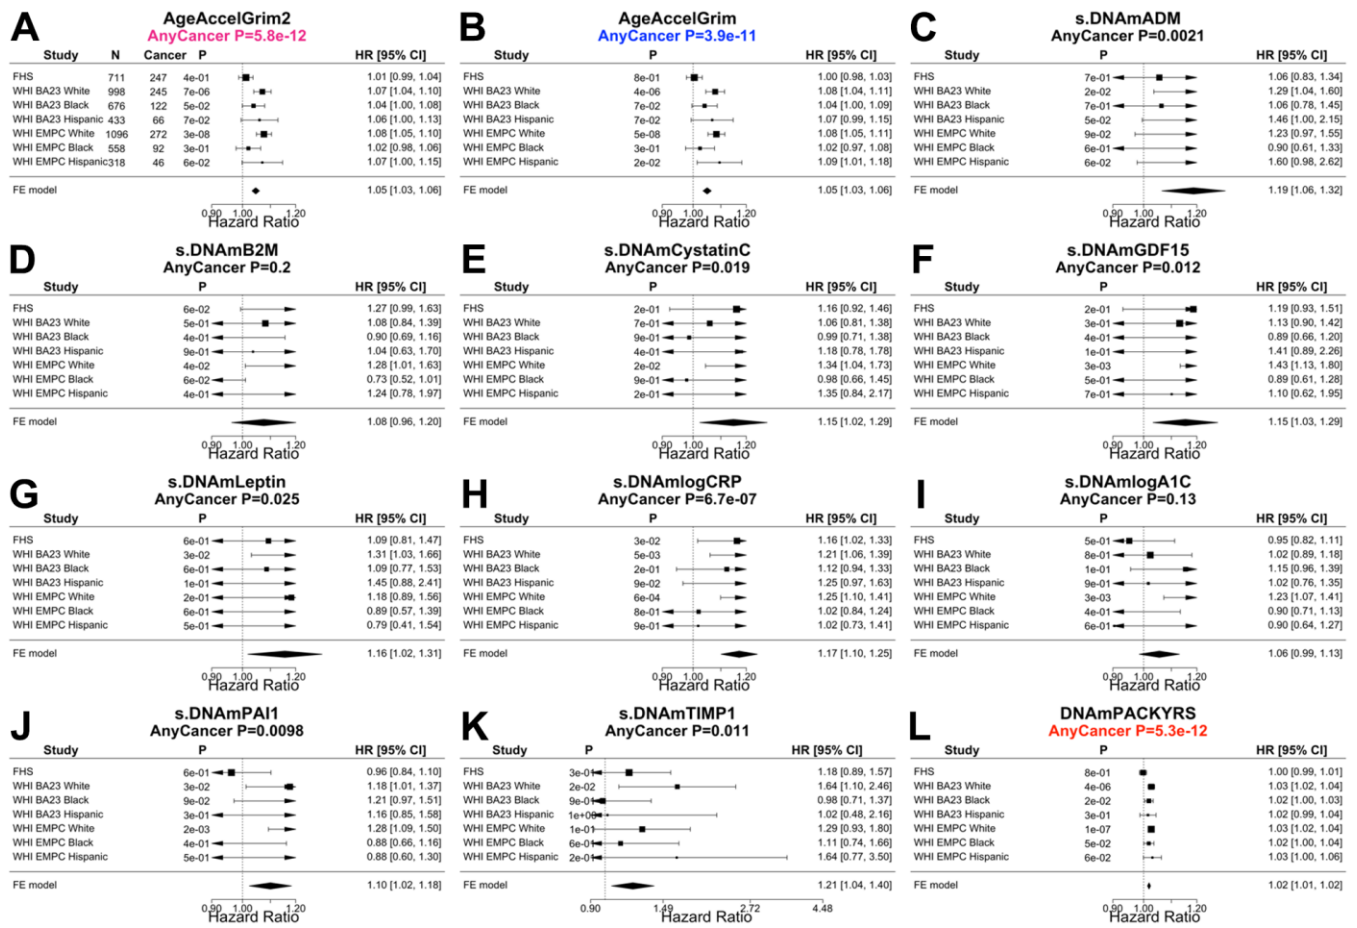 A
AgeAccelGrim2
AnyCancer P=5.8e-12
Study N Cancer P HR [95% CI]
FHS 711 247 4e-01 1.01 [0.99, 1.04]
WHI BA23 White 998 245 7e-06 1.07 [1.04, 1.10]
WHI BA23 Black 676 122 5e-02 1.04 [1.00, 1.08]
WHI BA23 Hispanic 433 66 7e-02 1.06 [1.00, 1.13]
WHI EMPC White 1096 272 3e-08 1.08 [1.05, 1.10]
WHI EMPC Black 558 92 3e-01 1.02 [0.98, 1.06]
WHI EMPC Hispanic 318 46 6e-02 1.07 [1.00, 1.15]
FE model 1.05 [1.03, 1.06]
0.90 1.00 1.20
Hazard Ratio
B
AgeAccelGrim
AnyCancer P=3.9e-11
Study P HR [95% CI]
FHS 8e-01 1.00 [0.98, 1.03]
WHI BA23 White 4e-06 1.08 [1.04, 1.11]
WHI BA23 Black 7e-02 1.04 [1.00, 1.09]
WHI BA23 Hispanic 7e-02 1.07 [0.99, 1.15]
WHI EMPC White 5e-08 1.08 [1.05, 1.11]
WHI EMPC Black 3e-01 1.02 [0.97, 1.08]
WHI EMPC Hispanic 2e-02 1.09 [1.01, 1.18]
FE model 1.05 [1.03, 1.06]
0.90 1.00 1.20
Hazard Ratio
C
s.DNAmADM
AnyCancer P=0.0021
Study P HR [95% CI]
FHS 7e-01 1.06 [0.83, 1.34]
WHI BA23 White 2e-02 1.29 [1.04, 1.60]
WHI BA23 Black 7e-01 1.06 [0.78, 1.45]
WHI BA23 Hispanic 5e-02 1.46 [1.00, 2.15]
WHI EMPC White 9e-02 1.23 [0.97, 1.55]
WHI EMPC Black 6e-01 0.90 [0.61, 1.33]
WHI EMPC Hispanic 6e-02 1.60 [0.98, 2.62]
FE model 1.19 [1.06, 1.32]
0.90 1.00 1.20
Hazard Ratio
D
s.DNAmB2M
AnyCancer P=0.2
Study P HR [95% CI]
FHS 6e-02 1.27 [0.99, 1.63]
WHI BA23 White 5e-01 1.08 [0.84, 1.39]
WHI BA23 Black 4e-01 0.90 [0.69, 1.16]
WHI BA23 Hispanic 9e-01 1.04 [0.63, 1.70]
WHI EMPC White 4e-02 1.28 [1.01, 1.63]
WHI EMPC Black 6e-02 0.73 [0.52, 1.01]
WHI EMPC Hispanic 4e-01 1.24 [0.78, 1.97]
FE model 1.08 [0.96, 1.20]
0.90 1.00 1.20
Hazard Ratio
E
s.DNAmCystatinC
AnyCancer P=0.019
Study P HR [95% CI]
FHS 2e-01 1.16 [0.92, 1.46]
WHI BA23 White 7e-01 1.06 [0.81, 1.38]
WHI BA23 Black 9e-01 0.99 [0.71, 1.38]
WHI BA23 Hispanic 4e-01 1.18 [0.78, 1.78]
WHI EMPC White 2e-02 1.34 [1.04, 1.73]
WHI EMPC Black 9e-01 0.98 [0.66, 1.45]
WHI EMPC Hispanic 2e-01 1.35 [0.84, 2.17]
FE model 1.15 [1.02, 1.29]
0.90 1.00 1.20
Hazard Ratio
F
s.DNAmGDF15
AnyCancer P=0.012
Study P HR [95% CI]
FHS 2e-01 1.19 [0.93, 1.51]
WHI BA23 White 3e-01 1.13 [0.90, 1.42]
WHI BA23 Black 4e-01 0.89 [0.66, 1.20]
WHI BA23 Hispanic 1e-01 1.41 [0.89, 2.26]
WHI EMPC White 3e-03 1.43 [1.13, 1.80]
WHI EMPC Black 5e-01 0.89 [0.61, 1.28]
WHI EMPC Hispanic 7e-01 1.10 [0.62, 1.95]
FE model 1.15 [1.03, 1.29]
0.90 1.00 1.20
Hazard Ratio
G
s.DNAmLeptin
AnyCancer P=0.025
Study P HR [95% CI]
FHS 6e-01 1.09 [0.81, 1.47]
WHI BA23 White 3e-02 1.31 [1.03, 1.66]
WHI BA23 Black 6e-01 1.09 [0.77, 1.53]
WHI BA23 Hispanic 1e-01 1.45 [0.88, 2.41]
WHI EMPC White 2e-01 1.18 [0.89, 1.56]
WHI EMPC Black 6e-01 0.89 [0.57, 1.39]
WHI EMPC Hispanic 5e-01 0.79 [0.41, 1.54]
FE model 1.16 [1.02, 1.31]
0.90 1.00 1.20
Hazard Ratio
H
s.DNAmlogCRP
AnyCancer P=6.7e-07
Study P HR [95% CI]
FHS 3e-02 1.16 [1.02, 1.33]
WHI BA23 White 5e-03 1.21 [1.06, 1.39]
WHI BA23 Black 2e-01 1.12 [0.94, 1.33]
WHI BA23 Hispanic 9e-02 1.25 [0.97, 1.63]
WHI EMPC White 6e-04 1.25 [1.10, 1.41]
WHI EMPC Black 8e-01 1.02 [0.84, 1.24]
WHI EMPC Hispanic 9e-01 1.02 [0.73, 1.41]
FE model 1.17 [1.10, 1.25]
0.90 1.00 1.20
Hazard Ratio
I
s.DNAmlogA1C
AnyCancer P=0.13
Study P HR [95% CI]
FHS 5e-01 0.95 [0.82, 1.11]
WHI BA23 White 8e-01 1.02 [0.89, 1.18]
WHI BA23 Black 1e-01 1.15 [0.96, 1.39]
WHI BA23 Hispanic 9e-01 1.02 [0.76, 1.35]
WHI EMPC White 3e-03 1.23 [1.07, 1.41]
WHI EMPC Black 4e-01 0.90 [0.71, 1.13]
WHI EMPC Hispanic 6e-01 0.90 [0.64, 1.27]
FE model 1.06 [0.99, 1.13]
0.90 1.00 1.20
Hazard Ratio
J
s.DNAmPAI1
AnyCancer P=0.0098
Study P HR [95% CI]
FHS 6e-01 0.96 [0.84, 1.10]
WHI BA23 White 3e-02 1.18 [1.01, 1.37]
WHI BA23 Black 9e-02 1.21 [0.97, 1.51]
WHI BA23 Hispanic 3e-01 1.16 [0.85, 1.58]
WHI EMPC White 2e-03 1.28 [1.09, 1.50]
WHI EMPC Black 4e-01 0.88 [0.66, 1.16]
WHI EMPC Hispanic 5e-01 0.88 [0.60, 1.30]
FE model 1.10 [1.02, 1.18]
0.90 1.00 1.20
Hazard Ratio
K
s.DNAmTIMP1
AnyCancer P=0.011
Study P HR [95% CI]
FHS 3e-01 1.18 [0.89, 1.57]
WHI BA23 White 2e-02 1.64 [1.10, 2.46]
WHI BA23 Black 9e-01 0.98 [0.71, 1.37]
WHI BA23 Hispanic 1e+00 1.02 [0.48, 2.16]
WHI EMPC White 1e-01 1.29 [0.93, 1.80]
WHI EMPC Black 6e-01 1.11 [0.74, 1.66]
WHI EMPC Hispanic 2e-01 1.64 [0.77, 3.50]
FE model 1.21 [1.04, 1.40]
0.90 1.49 2.72 4.48
Hazard Ratio
L
DNAmPACKYRS
AnyCancer P=5.3e-12
Study P HR [95% CI]
FHS 8e-01 1.00 [0.99, 1.01]
WHI BA23 White 4e-06 1.03 [1.02, 1.04]
WHI BA23 Black 2e-02 1.02 [1.00, 1.03]
WHI BA23 Hispanic 3e-01 1.02 [0.99, 1.04]
WHI EMPC White 1e-07 1.03 [1.02, 1.04]
WHI EMPC Black 5e-02 1.02 [1.00, 1.04]
WHI EMPC Hispanic 6e-02 1.03 [1.00, 1.06]
FE model 1.02 [1.01, 1.02]
0.90 1.00 1.20
Hazard Ratio